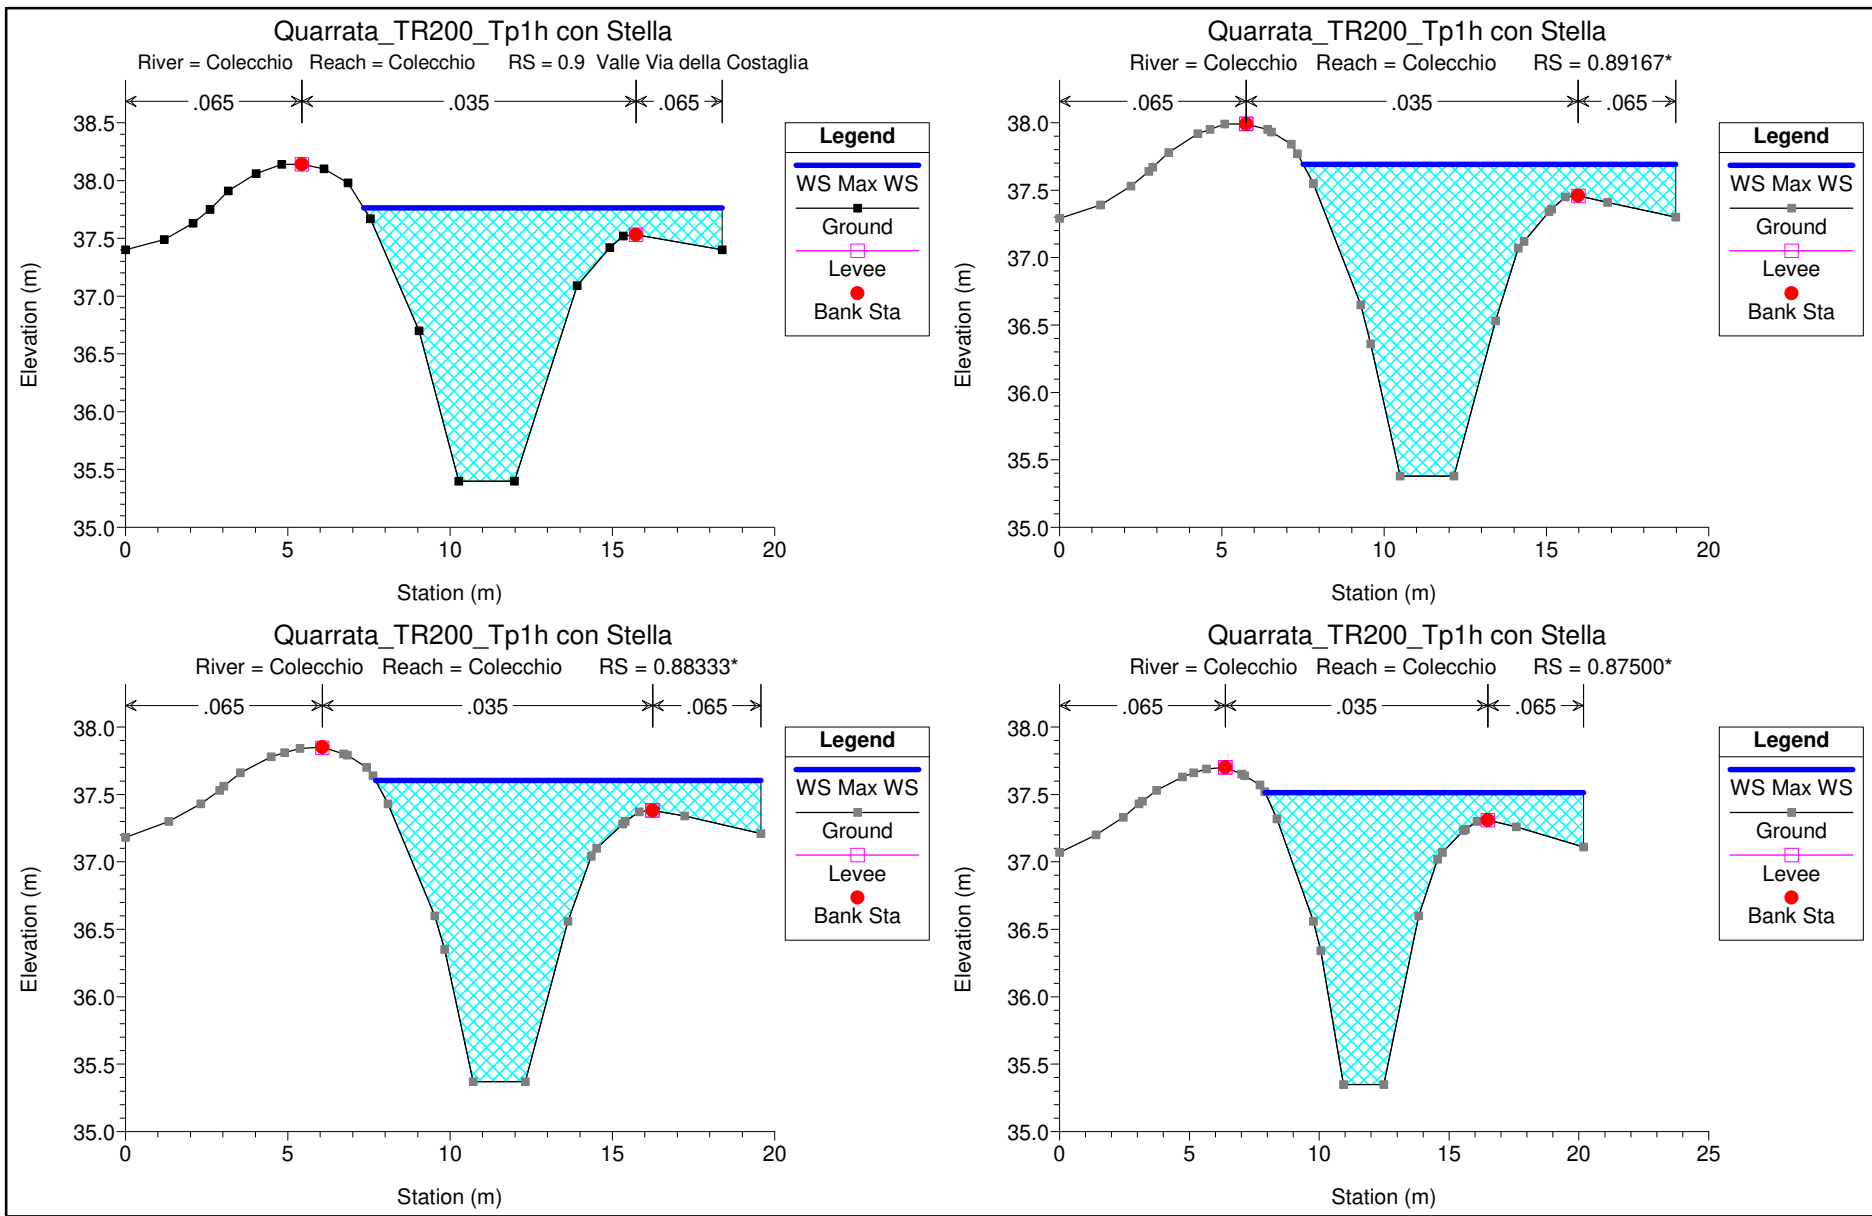 Quarrata_TR200_Tp1h con Stella
River = Colecchio Reach = Colecchio RS = 0.9 Valle Via della Costaglia
.065 .035 .065
38.5
38.0
37.5
37.0
36.5
36.0
35.5
35.0
Elevation (m)
0 5 10 15 20
Station (m)
Legend
WS Max WS
Ground
Levee
Bank Sta
Quarrata_TR200_Tp1h con Stella
River = Colecchio Reach = Colecchio RS = 0.89167*
.065 .035 .065
38.0
37.5
37.0
36.5
36.0
35.5
35.0
Elevation (m)
0 5 10 15 20
Station (m)
Legend
WS Max WS
Ground
Levee
Bank Sta
Quarrata_TR200_Tp1h con Stella
River = Colecchio Reach = Colecchio RS = 0.88333*
.065 .035 .065
38.0
37.5
37.0
36.5
36.0
35.5
35.0
Elevation (m)
0 5 10 15 20
Station (m)
Legend
WS Max WS
Ground
Levee
Bank Sta
Quarrata_TR200_Tp1h con Stella
River = Colecchio Reach = Colecchio RS = 0.87500*
.065 .035 .065
38.0
37.5
37.0
36.5
36.0
35.5
35.0
Elevation (m)
0 5 10 15 20 25
Station (m)
Legend
WS Max WS
Ground
Levee
Bank Sta